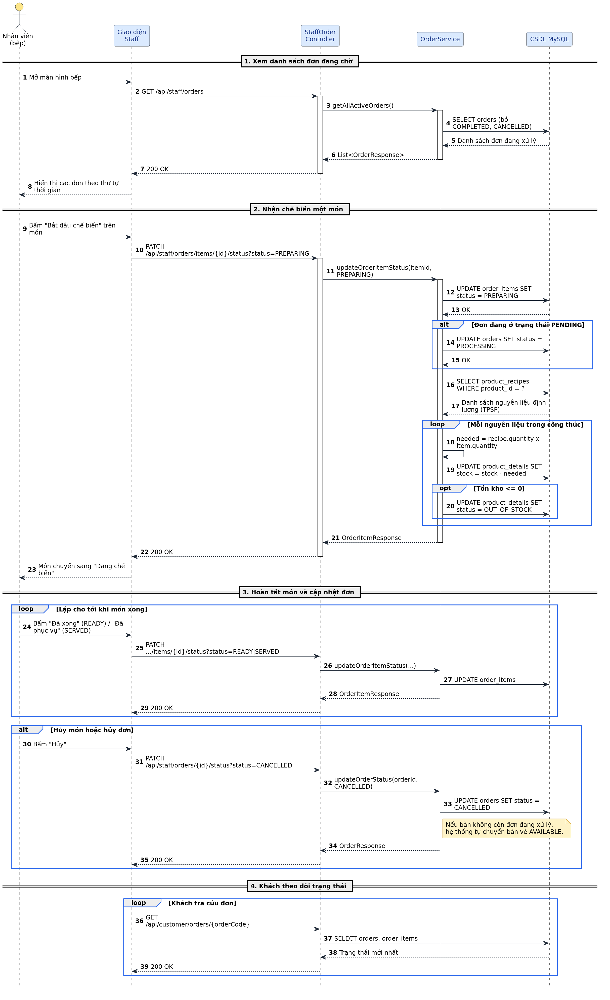 Nhân viên
(bếp)
Giao diện
Staff
StaffOrder
Controller
OrderService
CSDL MySQL
1. Xem danh sách đơn đang chờ
1 Mở màn hình bếp
2 GET /api/staff/orders
3 getAllActiveOrders()
4 SELECT orders (bỏ
COMPLETED, CANCELLED)
5 Danh sách đơn đang xử lý
6 List<OrderResponse>
7 200 OK
8 Hiển thị các đơn theo thứ tự
thời gian
2. Nhận chế biến một món
9 Bấm "Bắt đầu chế biến" trên
món
10 PATCH
/api/staff/orders/items/{id}/status?status=PREPARING
11 updateOrderItemStatus(itemId,
PREPARING)
12 UPDATE order_items SET
status = PREPARING
13 OK
alt [Đơn đang ở trạng thái PENDING]
14 UPDATE orders SET status =
PROCESSING
15 OK
16 SELECT product_recipes
WHERE product_id = ?
17 Danh sách nguyên liệu định
lượng (TPSP)
loop [Mỗi nguyên liệu trong công thức]
18 needed = recipe.quantity x
item.quantity
19 UPDATE product_details SET
stock = stock - needed
opt [Tồn kho <= 0]
20 UPDATE product_details SET
status = OUT_OF_STOCK
21 OrderItemResponse
22 200 OK
23 Món chuyển sang "Đang chế
biến"
3. Hoàn tất món và cập nhật đơn
loop [Lặp cho tới khi món xong]
24 Bấm "Đã xong" (READY) / "Đã
phục vụ" (SERVED)
25 PATCH
.../items/{id}/status?status=READY|SERVED
26 updateOrderItemStatus(...)
27 UPDATE order_items
28 OrderItemResponse
29 200 OK
alt [Hủy món hoặc hủy đơn]
30 Bấm "Hủy"
31 PATCH
/api/staff/orders/{id}/status?status=CANCELLED
32 updateOrderStatus(orderId,
CANCELLED)
33 UPDATE orders SET status =
CANCELLED
Nếu bàn không còn đơn đang xử lý,
hệ thống tự chuyển bàn về AVAILABLE.
34 OrderResponse
35 200 OK
4. Khách theo dõi trạng thái
loop [Khách tra cứu đơn]
36 GET
/api/customer/orders/{orderCode}
37 SELECT orders, order_items
38 Trạng thái mới nhất
39 200 OK